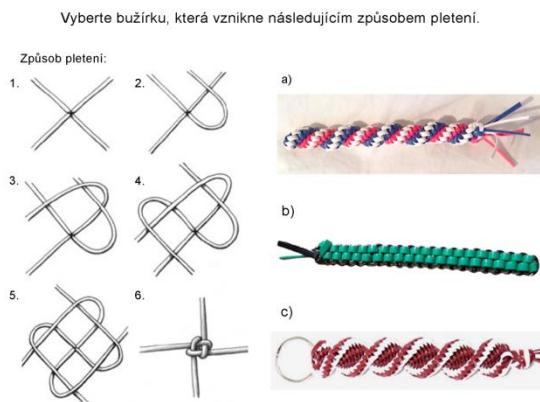 Vyberte bužírku, která vznikne následujícím způsobem pletení.
Způsob pletení:
1.
2.
3.
4.
5.
6.
a)
b)
c)